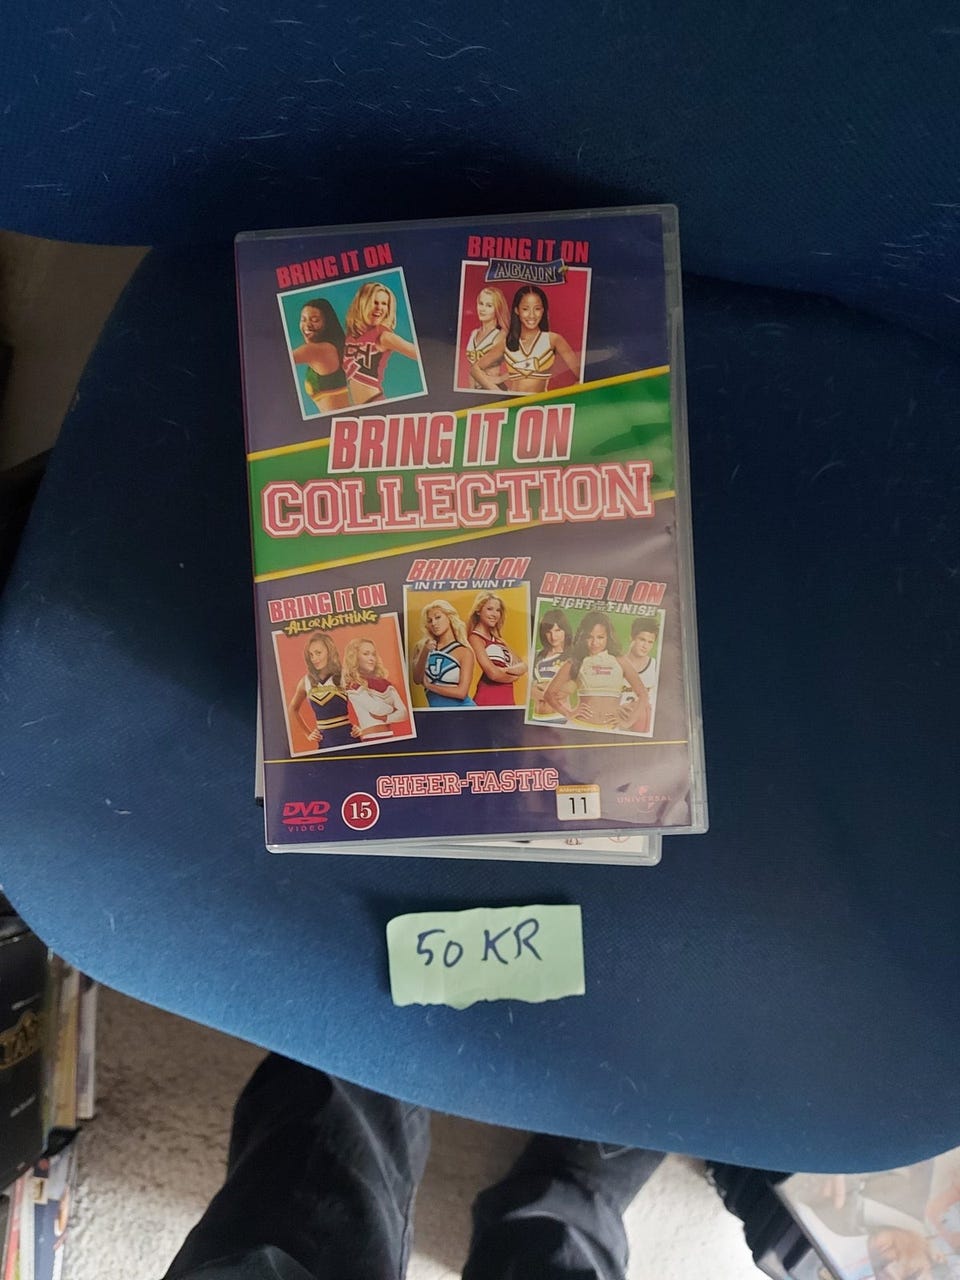 BRING IT ON
BRING IT ON
AGAIN
BRING IT ON
COLLECTION
BRING IT ON
ALL OR NOTHING
BRING IT ON
IN IT TO WIN IT
BRING IT ON
FIGHT TO THE FINISH
CHEER-TASTIC
DVD
VIDEO
15
Aldersgrense
11
UNIVERSAL
50 KR